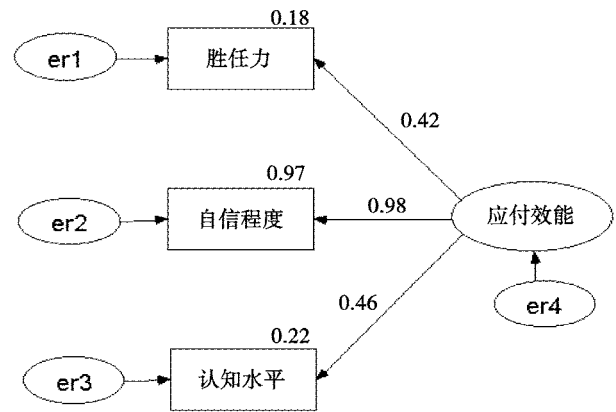 0.18
er1
胜任力
0.42
0.97
er2
自信程度
0.98
应付效能
er4
0.46
0.22
er3
认知水平